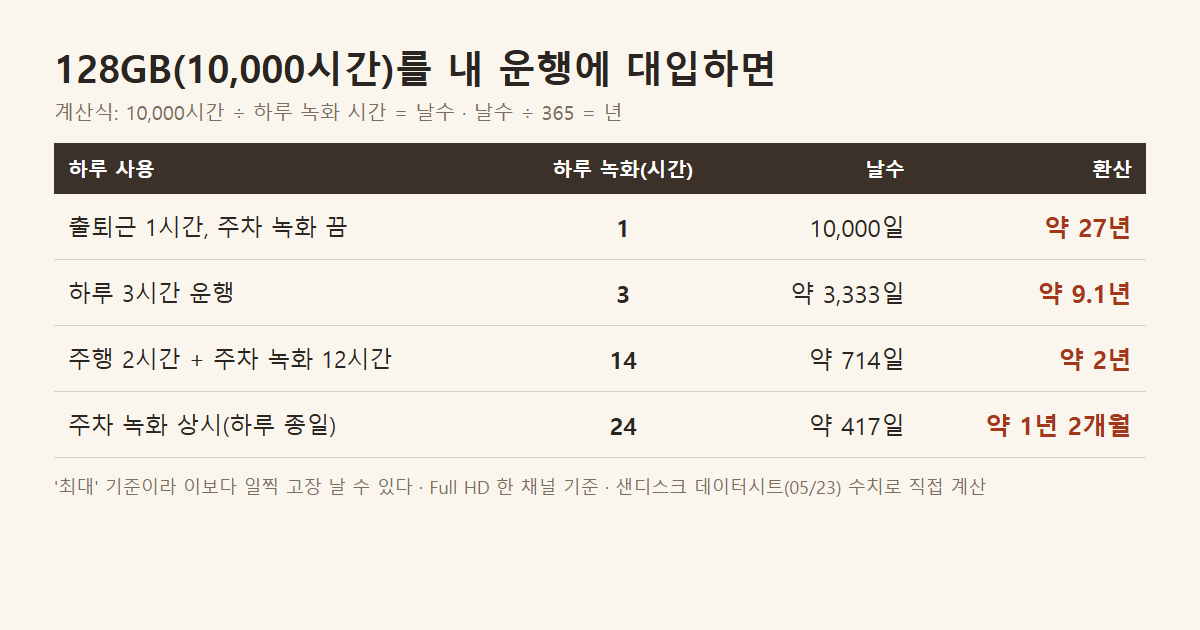 128GB(10,000시간)를 내 운행에 대입하면
계산식: 10,000시간 ÷ 하루 녹화 시간 = 날수 · 날수 ÷ 365 = 년
하루 사용 하루 녹화(시간) 날수 환산
출퇴근 1시간, 주차 녹화 끔 1 10,000일 약 27년
하루 3시간 운행 3 약 3,333일 약 9.1년
주행 2시간 + 주차 녹화 12시간 14 약 714일 약 2년
주차 녹화 상시(하루 종일) 24 약 417일 약 1년 2개월
'최대' 기준이라 이보다 일찍 고장 날 수 있다 · Full HD 한 채널 기준 · 샌디스크 데이터시트(05/23) 수치로 직접 계산